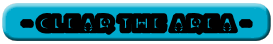 - CLEAR THE AREA -